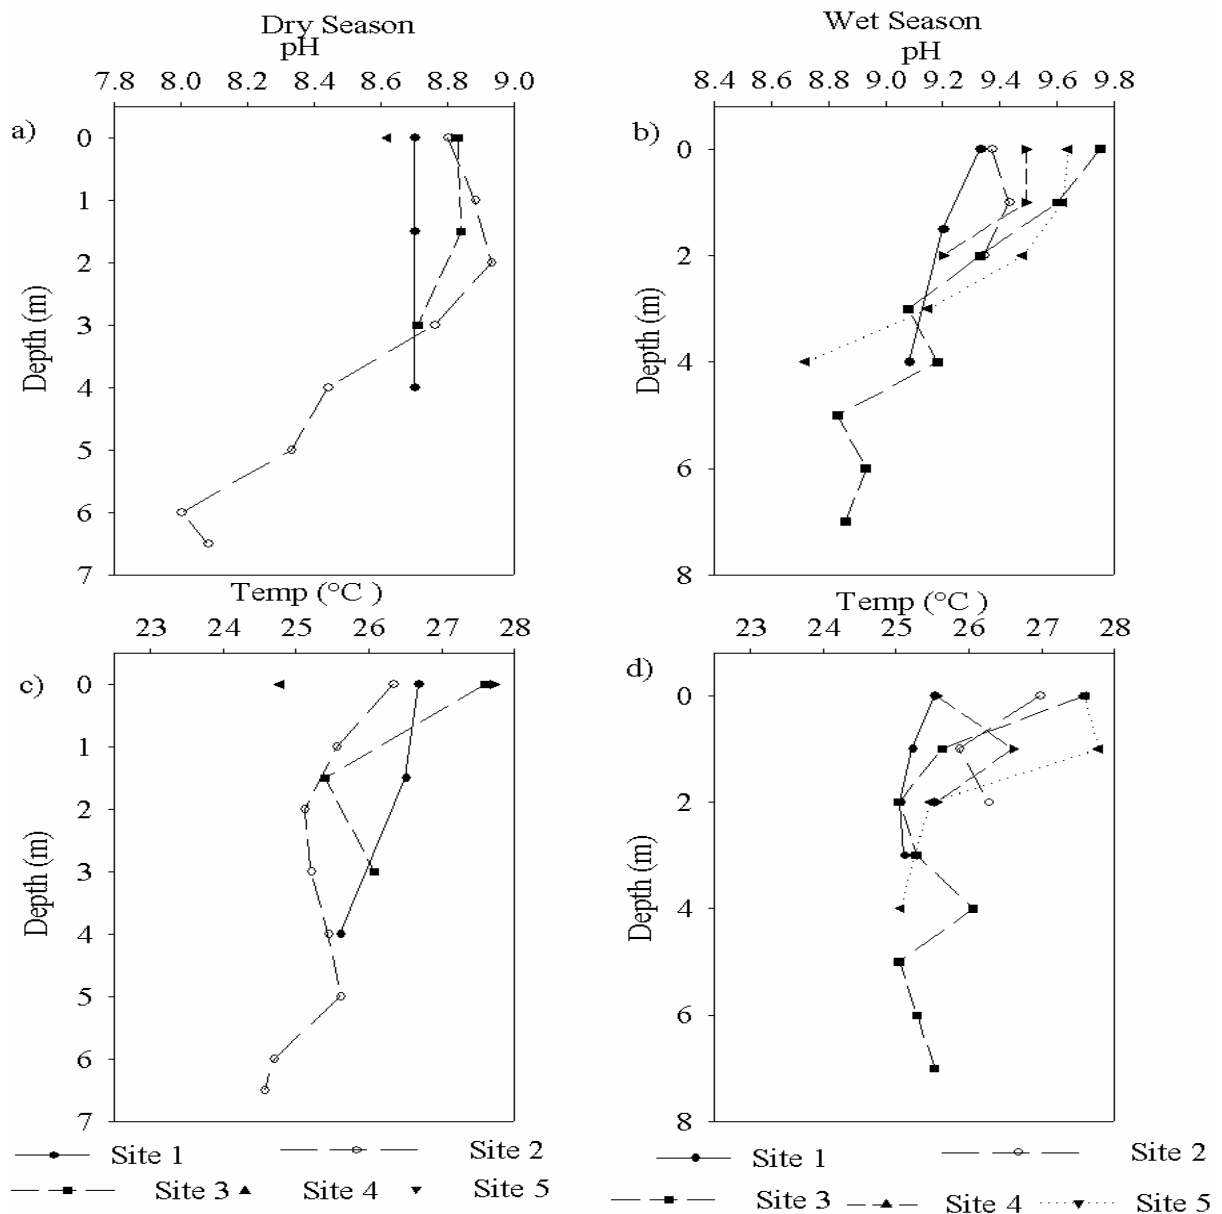 Dry Season
pH
7.8 8.0 8.2 8.4 8.6 8.8 9.0
a)
0
1
2
3
4
5
6
7
Depth (m)
Wet Season
pH
8.4 8.6 8.8 9.0 9.2 9.4 9.6 9.8
b)
0
2
4
6
8
Depth (m)
Temp (°C )
23 24 25 26 27 28
c)
0
1
2
3
4
5
6
7
Depth (m)
Temp (°C )
23 24 25 26 27 28
d)
0
2
4
6
8
Depth (m)
Site 1 Site 2
Site 3 Site 4 Site 5
Site 1 Site 2
Site 3 Site 4 Site 5